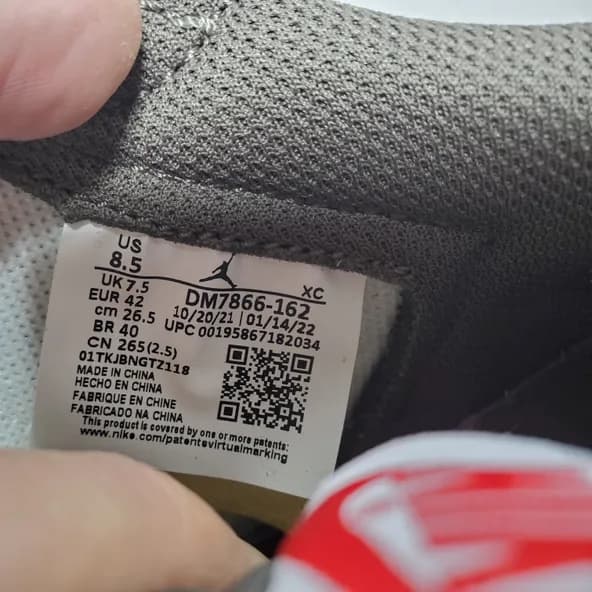 US
8.5
XC
UK 7.5
DM7866-162
EUR 42
10/20/21 | 01/14/22
cm 26.5
UPC 00195867182034
BR 40
CN 265(2.5)
01TKJBNGTZ118
MADE IN CHINA
HECHO EN CHINA
FABRIQUE EN CHINE
FABRICADO NA CHINA
This product is covered by one or more patents:
www.nike.com/patentsvirtualmarking